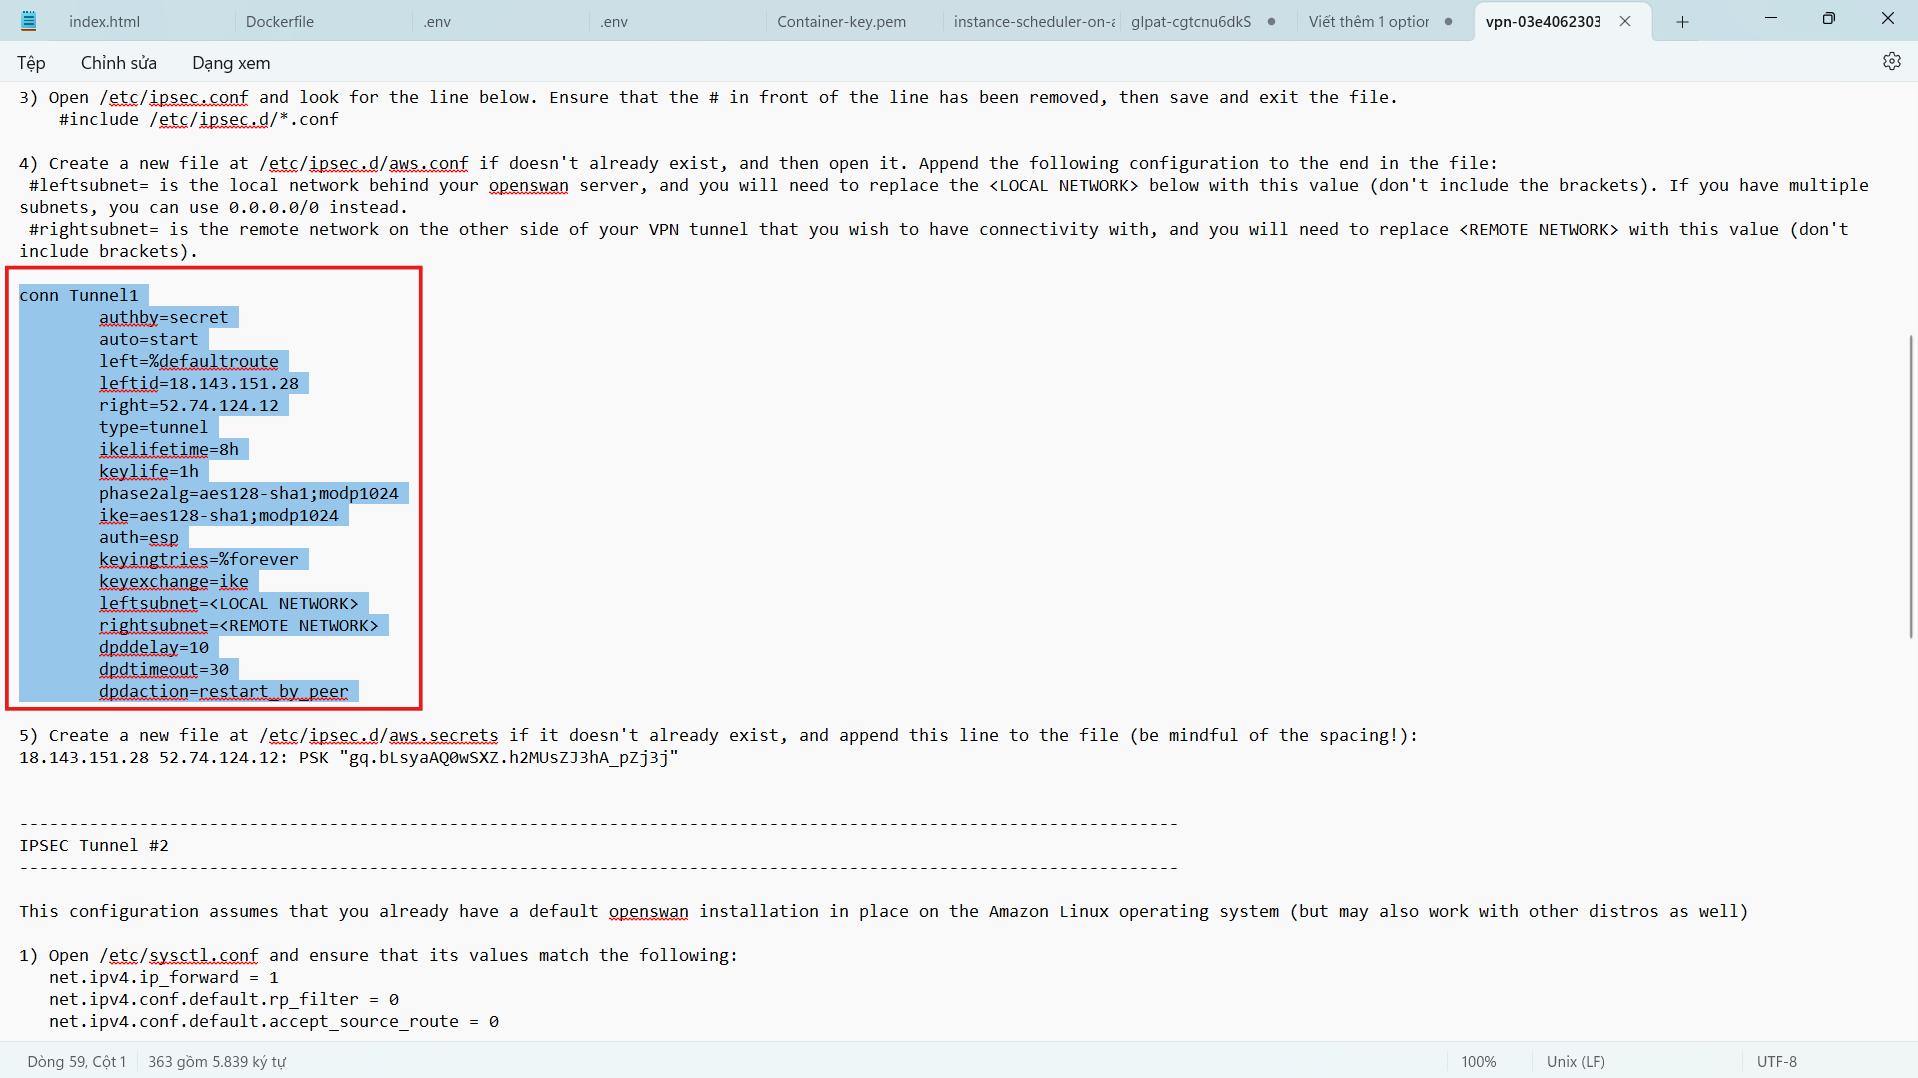 index.html
Dockerfile
.env
.env
Container-key.pem
instance-scheduler-on-a
glpat-cgtcnu6dkS
Viết thêm 1 option
vpn-03e4062303
Tệp
Chỉnh sửa
Dạng xem
3) Open /etc/ipsec.conf and look for the line below. Ensure that the # in front of the line has been removed, then save and exit the file.
#include /etc/ipsec.d/*.conf
4) Create a new file at /etc/ipsec.d/aws.conf if doesn't already exist, and then open it. Append the following configuration to the end in the file:
#leftsubnet= is the local network behind your openswan server, and you will need to replace the <LOCAL NETWORK> below with this value (don't include the brackets). If you have multiple
subnets, you can use 0.0.0.0/0 instead.
#rightsubnet= is the remote network on the other side of your VPN tunnel that you wish to have connectivity with, and you will need to replace <REMOTE NETWORK> with this value (don't
include brackets).
conn Tunnel1
authby=secret
auto=start
left=%defaultroute
leftid=18.143.151.28
right=52.74.124.12
type=tunnel
ikelifetime=8h
keylife=1h
phase2alg=aes128-sha1;modp1024
ike=aes128-sha1;modp1024
auth=esp
keyingtries=%forever
keyexchange=ike
leftsubnet=<LOCAL NETWORK>
rightsubnet=<REMOTE NETWORK>
dpddelay=10
dpdtimeout=30
dpdaction=restart_by_peer
5) Create a new file at /etc/ipsec.d/aws.secrets if it doesn't already exist, and append this line to the file (be mindful of the spacing!):
18.143.151.28 52.74.124.12: PSK "gq.bLsyaAQ0wSXZ.h2MUsZJ3hA_pZj3j"
--------------------------------------------------------------------------------------------------------------------
IPSEC Tunnel #2
--------------------------------------------------------------------------------------------------------------------
This configuration assumes that you already have a default openswan installation in place on the Amazon Linux operating system (but may also work with other distros as well)
1) Open /etc/sysctl.conf and ensure that its values match the following:
net.ipv4.ip_forward = 1
net.ipv4.conf.default.rp_filter = 0
net.ipv4.conf.default.accept_source_route = 0
Dòng 59, Cột 1
363 gồm 5.839 ký tự
100%
Unix (LF)
UTF-8